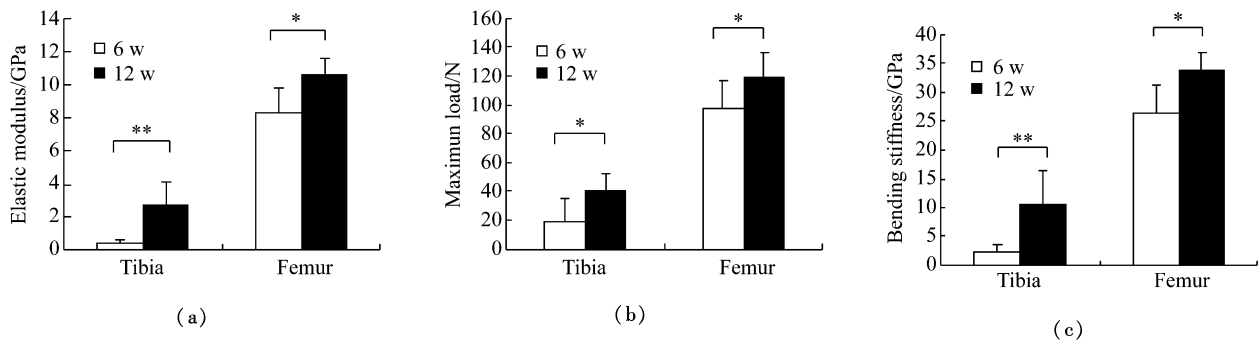 Elastic modulus/GPa
14
12
10
8
6
4
2
0
6 w
12 w
**
*
Tibia
Femur
(a)
Maximun load/N
160
140
120
100
80
60
40
20
0
6 w
12 w
*
*
Tibia
Femur
(b)
Bending stiffness/GPa
40
35
30
25
20
15
10
5
0
6 w
12 w
**
*
Tibia
Femur
(c)